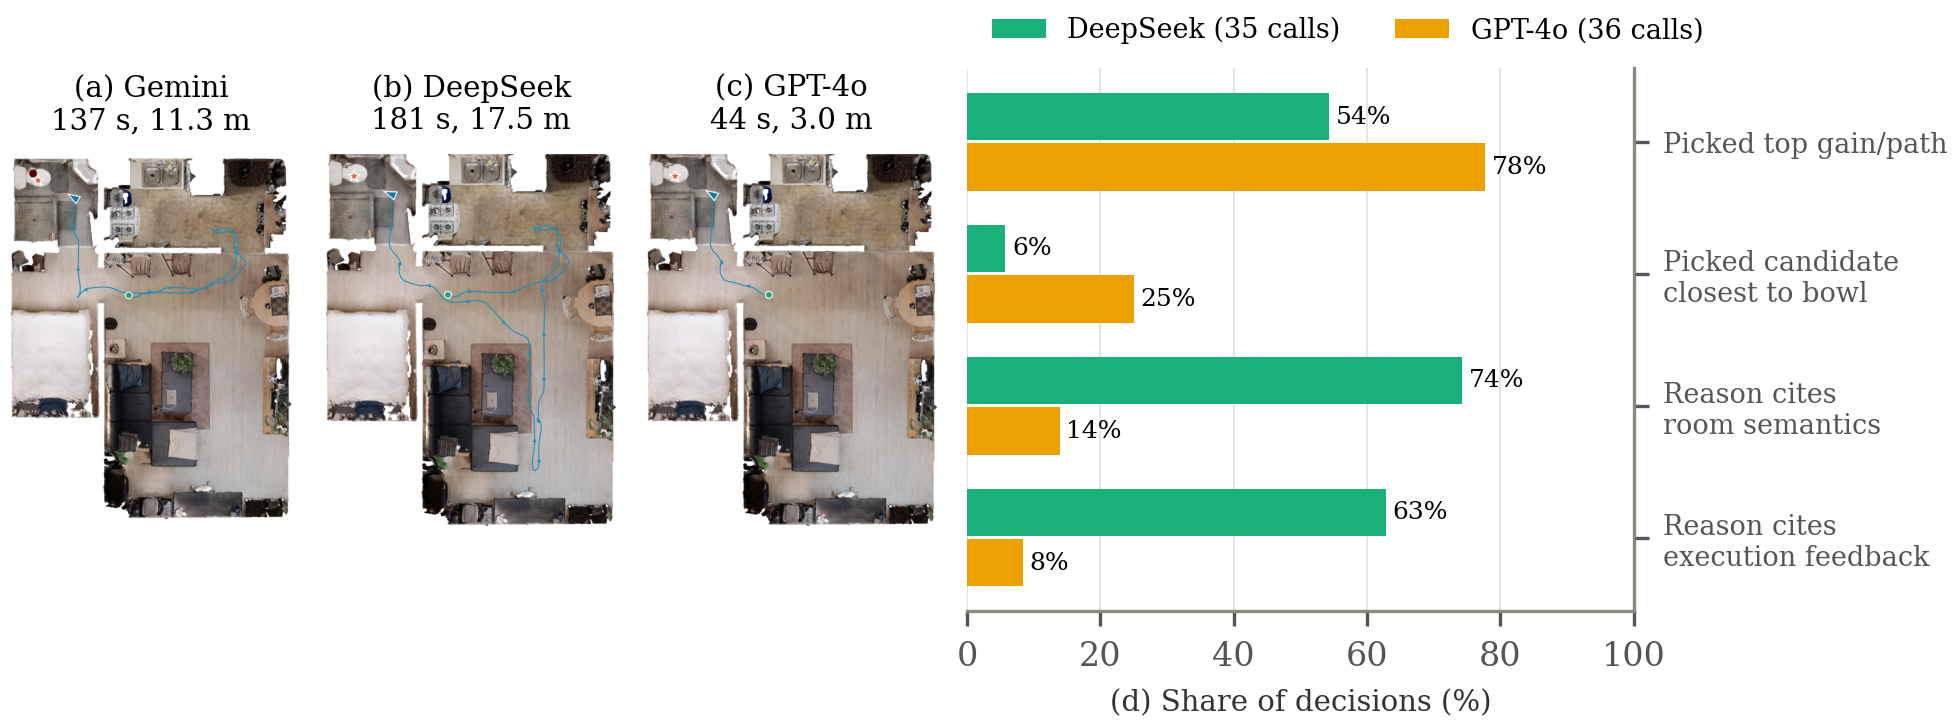 DeepSeek (35 calls)
GPT-4o (36 calls)
(a) Gemini
137 s, 11.3 m
(b) DeepSeek
181 s, 17.5 m
(c) GPT-4o
44 s, 3.0 m
54%
78%
Picked top gain/path
6%
25%
Picked candidate
closest to bowl
74%
14%
Reason cites
room semantics
63%
8%
Reason cites
execution feedback
0 20 40 60 80 100
(d) Share of decisions (%)